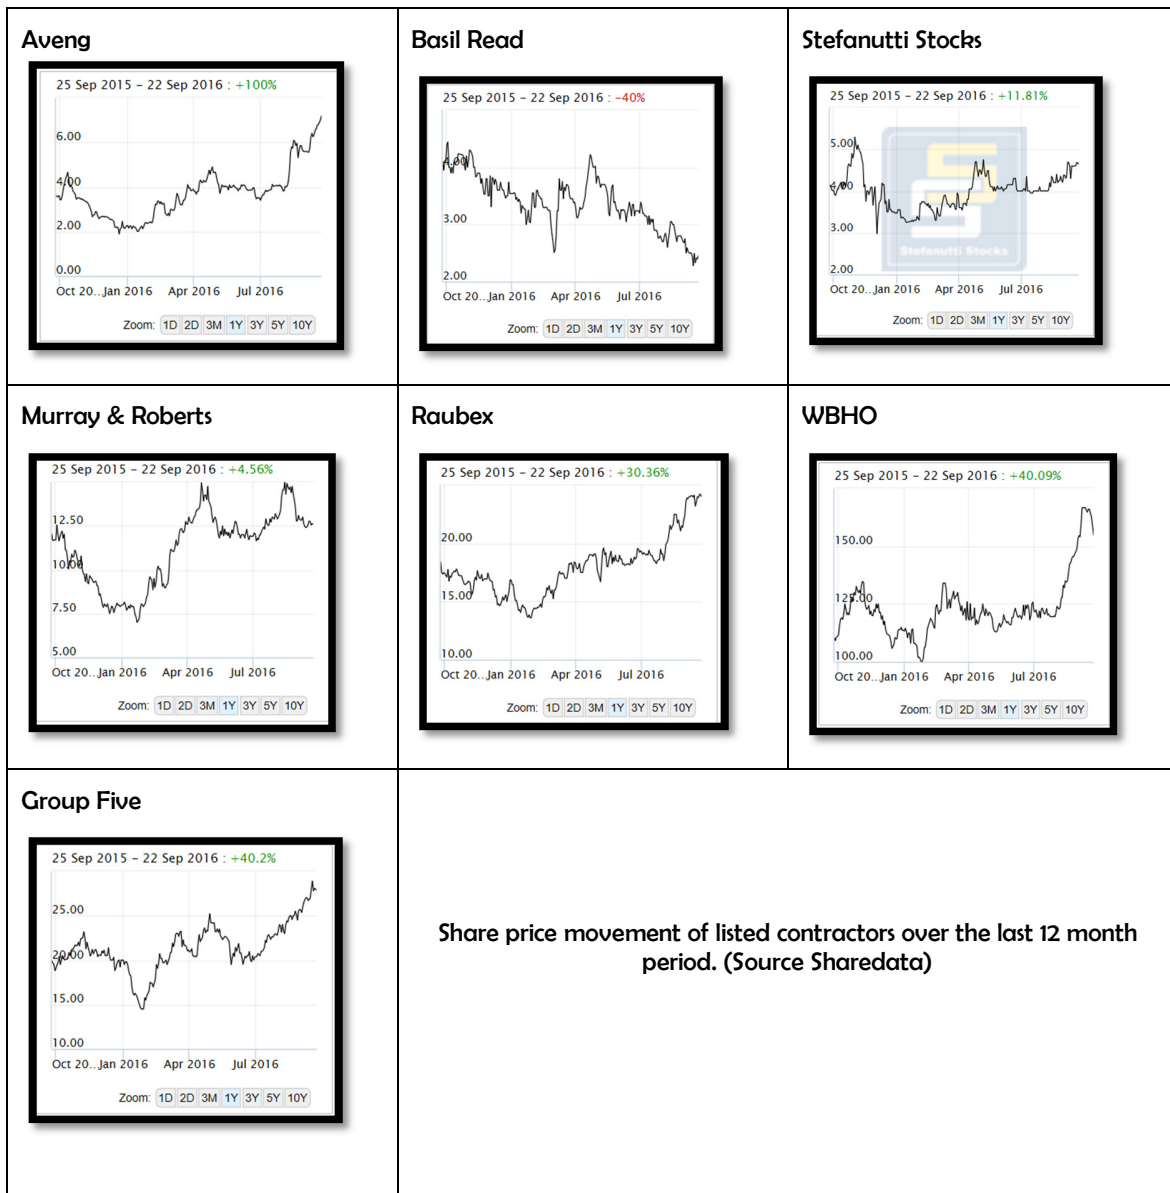 Aveng
25 Sep 2015 - 22 Sep 2016 : +100%
6.00
4.00
2.00
0.00
Oct 20... Jan 2016 Apr 2016 Jul 2016
Zoom: 1D 2D 3M 1Y 3Y 5Y 10Y
Basil Read
25 Sep 2015 - 22 Sep 2016 : -40%
4.00
3.00
2.00
Oct 20... Jan 2016 Apr 2016 Jul 2016
Zoom: 1D 2D 3M 1Y 3Y 5Y 10Y
Stefanutti Stocks
25 Sep 2015 - 22 Sep 2016 : +11.81%
5.00
4.00
3.00
2.00
Stefanutti Stocks
Oct 20... Jan 2016 Apr 2016 Jul 2016
Zoom: 1D 2D 3M 1Y 3Y 5Y 10Y
Murray & Roberts
25 Sep 2015 - 22 Sep 2016 : +4.56%
12.50
10.00
7.50
5.00
Oct 20... Jan 2016 Apr 2016 Jul 2016
Zoom: 1D 2D 3M 1Y 3Y 5Y 10Y
Raubex
25 Sep 2015 - 22 Sep 2016 : +30.36%
20.00
15.00
10.00
Oct 20... Jan 2016 Apr 2016 Jul 2016
Zoom: 1D 2D 3M 1Y 3Y 5Y 10Y
WBHO
25 Sep 2015 - 22 Sep 2016 : +40.09%
150.00
125.00
100.00
Oct 20... Jan 2016 Apr 2016 Jul 2016
Zoom: 1D 2D 3M 1Y 3Y 5Y 10Y
Group Five
25 Sep 2015 - 22 Sep 2016 : +40.2%
25.00
20.00
15.00
10.00
Oct 20... Jan 2016 Apr 2016 Jul 2016
Zoom: 1D 2D 3M 1Y 3Y 5Y 10Y
Share price movement of listed contractors over the last 12 month
period. (Source Sharedata)